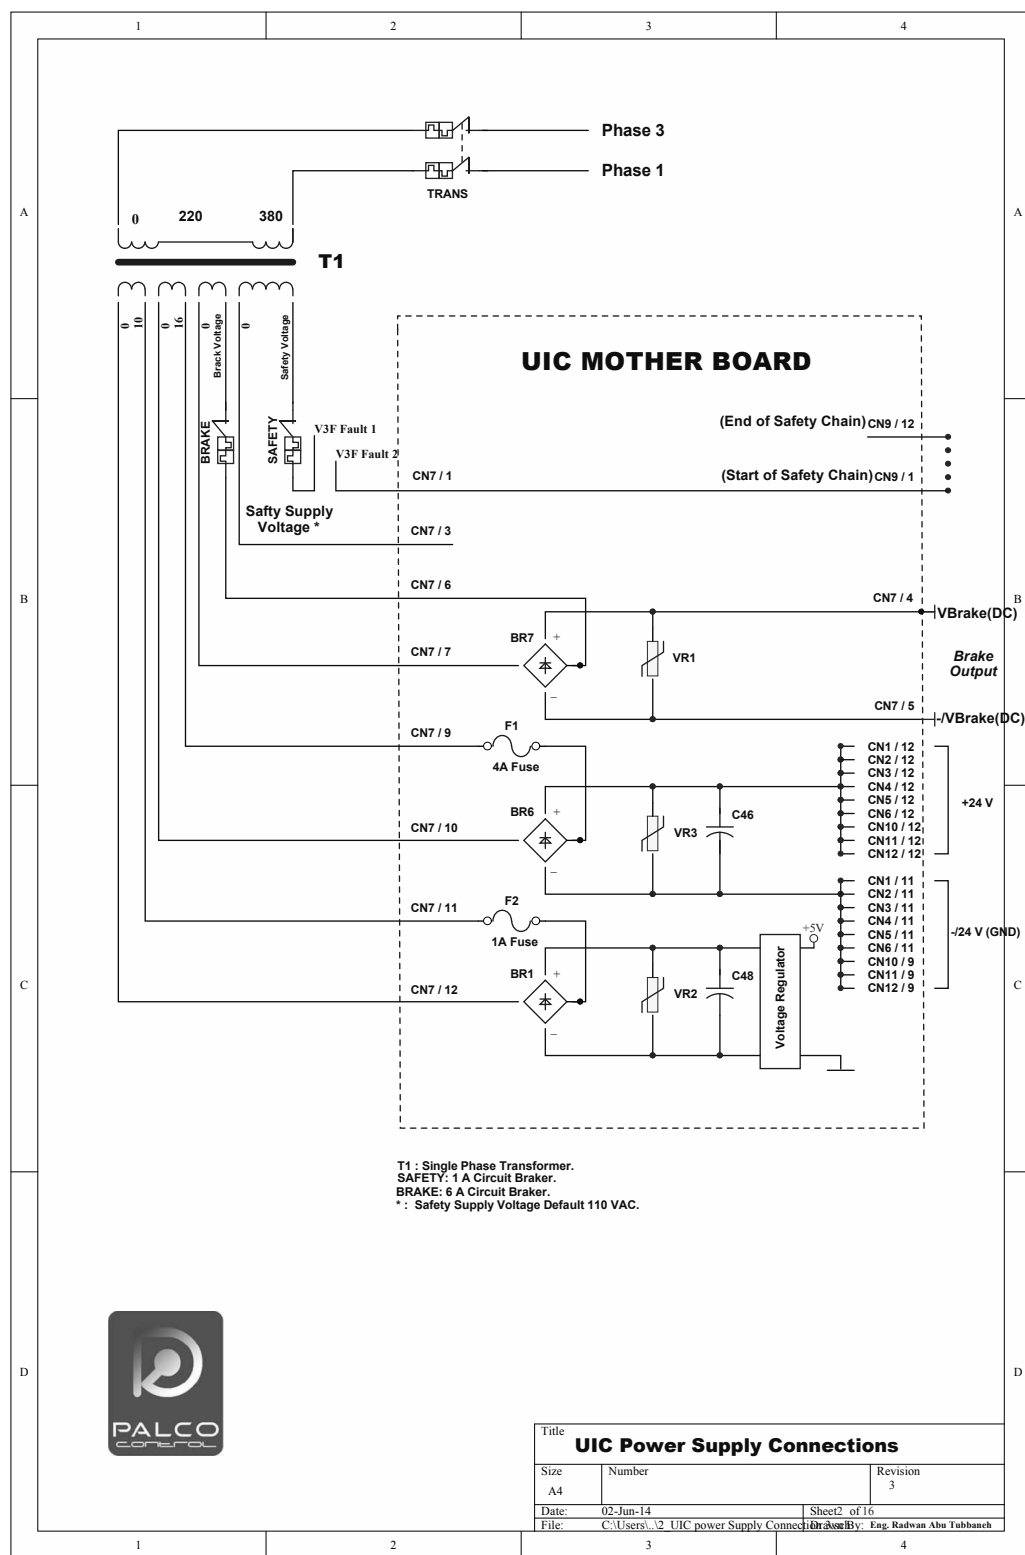 1 2 3 4
Phase 3
Phase 1
TRANS
A A
0 220 380
T1
0
10
0
16
0
Brack Voltage
0
Safety Voltage
UIC MOTHER BOARD
BRAKE
SAFETY
V3F Fault 1
V3F Fault 2
(End of Safety Chain) CN9 / 12
CN7 / 1
(Start of Safety Chain) CN9 / 1
Safty Supply
Voltage *
CN7 / 3
CN7 / 6
CN7 / 4
B B
VBrake(DC)
BR7 +
CN7 / 7
VR1
Brake
Output
−
CN7 / 5
-/VBrake(DC)
CN7 / 9
F1
4A Fuse
CN1 / 12
CN2 / 12
CN3 / 12
CN4 / 12
CN5 / 12
CN6 / 12
CN10 / 12
CN11 / 12
CN12 / 12
+24 V
BR6 +
C46
CN7 / 10
VR3
−
CN1 / 11
CN2 / 11
CN3 / 11
CN4 / 11
CN5 / 11
CN6 / 11
CN10 / 9
CN11 / 9
CN12 / 9
-/24 V (GND)
CN7 / 11
F2
1A Fuse
+5V
BR1 +
C48
C C
CN7 / 12
VR2
Voltage Regulator
−
T1 : Single Phase Transformer.
SAFETY: 1 A Circuit Braker.
BRAKE: 6 A Circuit Braker.
* : Safety Supply Voltage Default 110 VAC.
D D
PALCO
CONTROL
Title
UIC Power Supply Connections
Size Number Revision
A4 3
Date: 02-Jun-14 Sheet2 of 16
File: C:\Users\..\2_UIC power Supply Connection By: Eng. Radwan Abu Tubbaneh
1 2 3 4